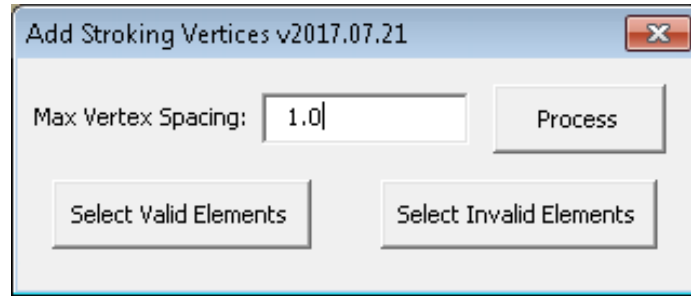 Add Stroking Vertices v2017.07.21
Max Vertex Spacing: 1.0 Process
Select Valid Elements Select Invalid Elements